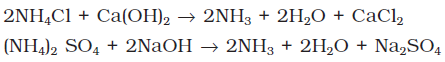 2NH₄Cl + Ca(OH)₂ → 2NH₃ + 2H₂O + CaCl₂
(NH₄)₂ SO₄ + 2NaOH → 2NH₃ + 2H₂O + Na₂SO₄